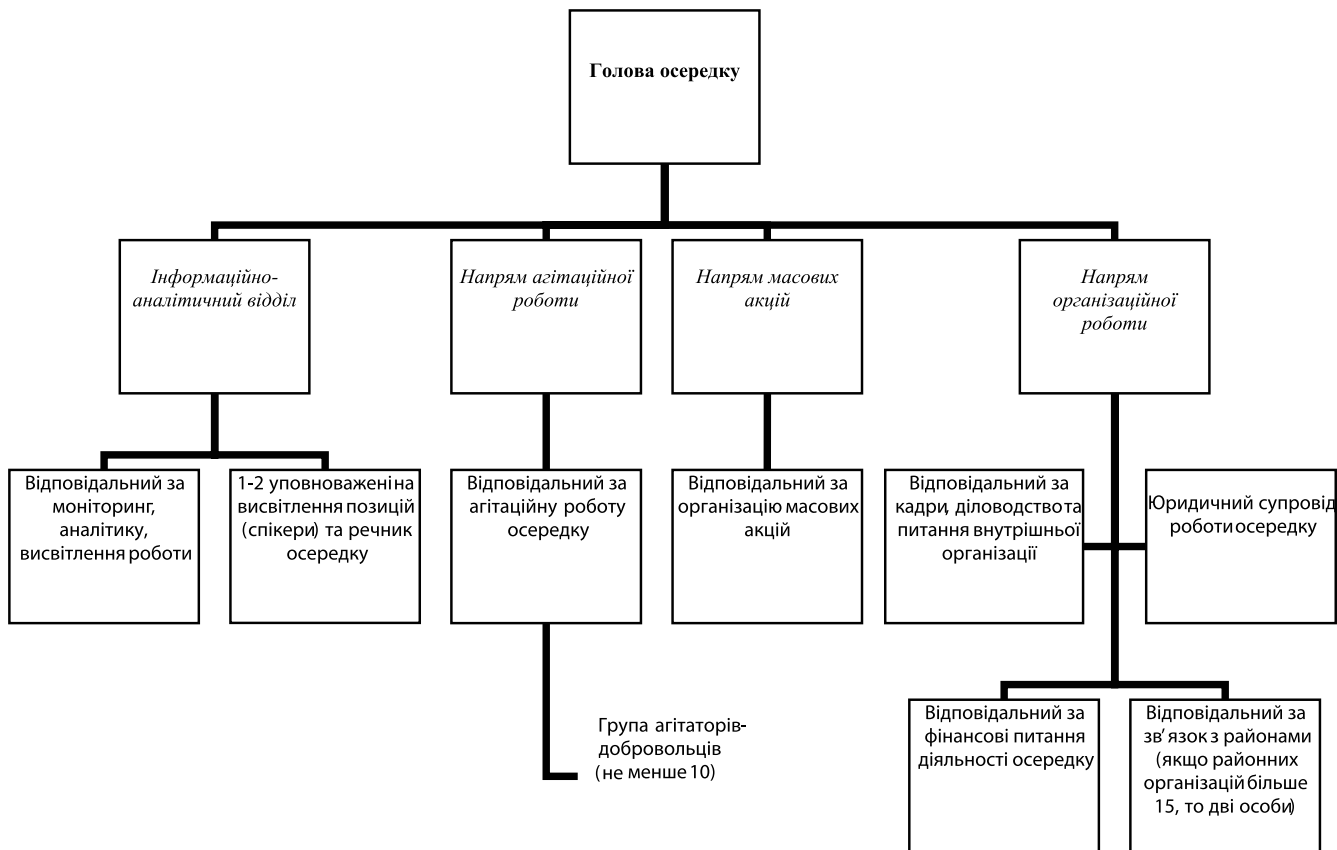 Голова осередку
Інформаційно-
аналітичний відділ
Напрям агітаційної
роботи
Напрям масових
акцій
Напрям
організаційної
роботи
Відповідальний за
моніторинг,
аналітику,
висвітлення роботи
1-2 уповноважені на
висвітлення позицій
(спікери) та речник
осередку
Відповідальний за
агітаційну роботу
осередку
Відповідальний за
організацію масових
акцій
Відповідальний за
кадри, діловодство та
питання внутрішньої
організації
Юридичний супровід
роботи осередку
Група агітаторів-
добровольців
(не менше 10)
Відповідальний за
фінансові питання
діяльності осередку
Відповідальний за
зв’язок з районами
(якщо районних
організацій більше
15, то дві особи)